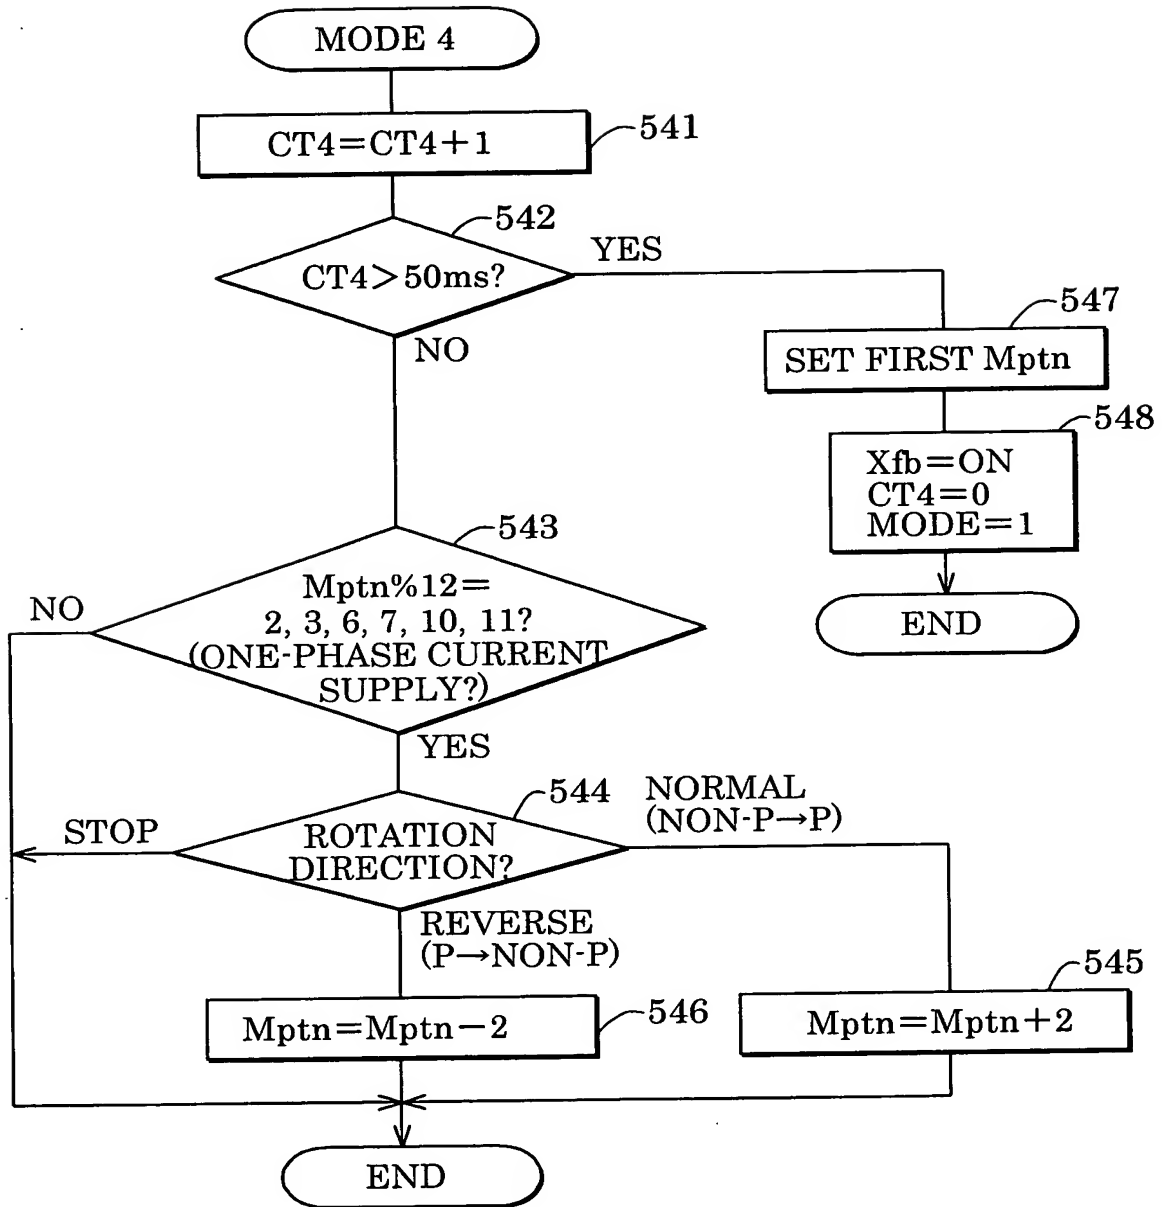 MODE 4
CT4=CT4+1
541
542
CT4>50ms?
YES
NO
547
SET FIRST Mptn
548
Xfb=ON
CT4=0
MODE=1
END
543
Mptn%12=
2, 3, 6, 7, 10, 11?
(ONE-PHASE CURRENT
SUPPLY?)
NO
YES
544
ROTATION
DIRECTION?
STOP
NORMAL
(NON-P→P)
REVERSE
(P→NON-P)
545
Mptn=Mptn+2
546
Mptn=Mptn−2
END